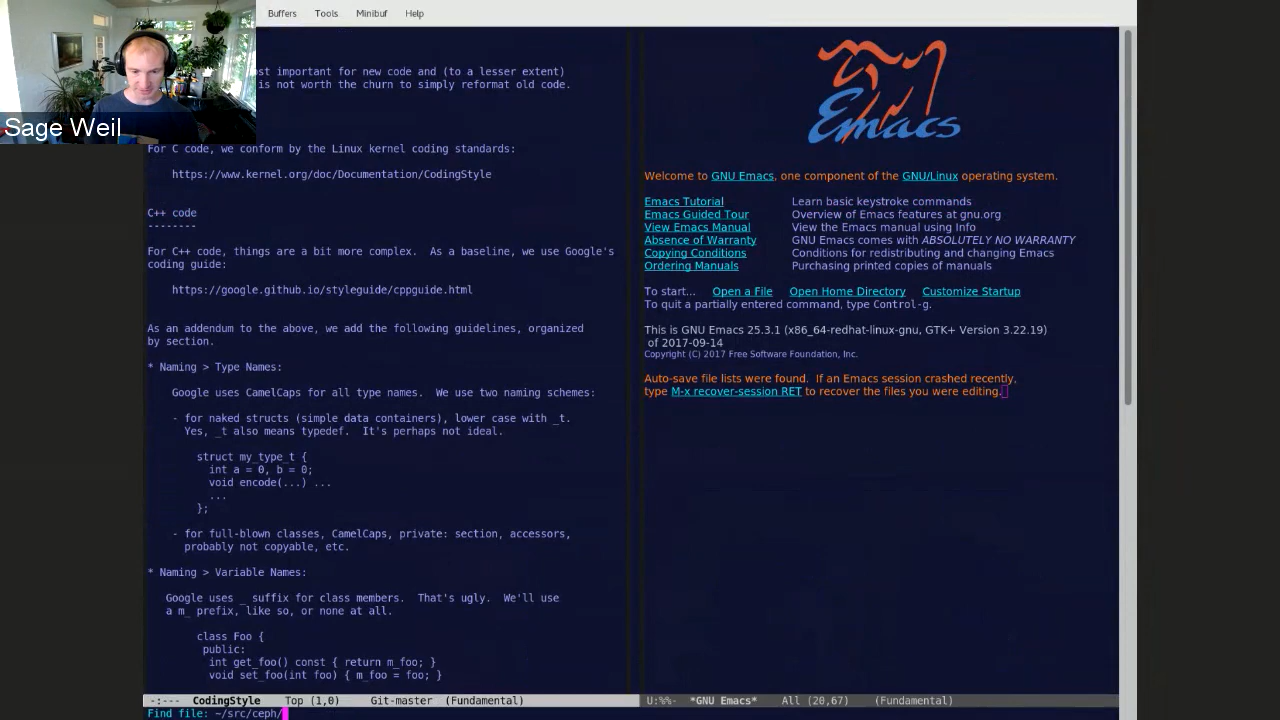 Buffers Tools Minibuf Help
Sage Weil
st important for new code and (to a lesser extent)
is not worth the churn to simply reformat old code.
For C code, we conform by the Linux kernel coding standards:
https://www.kernel.org/doc/Documentation/CodingStyle
C++ code
--------
For C++ code, things are a bit more complex.  As a baseline, we use Google's
coding guide:
https://google.github.io/styleguide/cppguide.html
As an addendum to the above, we add the following guidelines, organized
by section.
* Naming > Type Names:
Google uses CamelCaps for all type names.  We use two naming schemes:
- for naked structs (simple data containers), lower case with _t.
Yes, _t also means typedef.  It's perhaps not ideal.
struct my_type_t {
int a = 0, b = 0;
void encode(...) ...
...
};
- for full-blown classes, CamelCaps, private: section, accessors,
probably not copyable, etc.
* Naming > Variable Names:
Google uses _ suffix for class members.  That's ugly.  We'll use
a m_ prefix, like so, or none at all.
class Foo {
public:
int get_foo() const { return m_foo; }
void set_foo(int foo) { m_foo = foo; }
-:--- CodingStyle Top (1,0) Git-master (Fundamental)
Find file: ~/src/ceph/
Emacs
Welcome to GNU Emacs, one component of the GNU/Linux operating system.
Emacs Tutorial Learn basic keystroke commands
Emacs Guided Tour Overview of Emacs features at gnu.org
View Emacs Manual View the Emacs manual using Info
Absence of Warranty GNU Emacs comes with ABSOLUTELY NO WARRANTY
Copying Conditions Conditions for redistributing and changing Emacs
Ordering Manuals Purchasing printed copies of manuals
To start... Open a File Open Home Directory Customize Startup
To quit a partially entered command, type Control-g.
This is GNU Emacs 25.3.1 (x86_64-redhat-linux-gnu, GTK+ Version 3.22.19)
of 2017-09-14
Copyright (C) 2017 Free Software Foundation, Inc.
Auto-save file lists were found.  If an Emacs session crashed recently,
type M-x recover-session RET to recover the files you were editing.
U:%%- *GNU Emacs* All (20,67) (Fundamental)